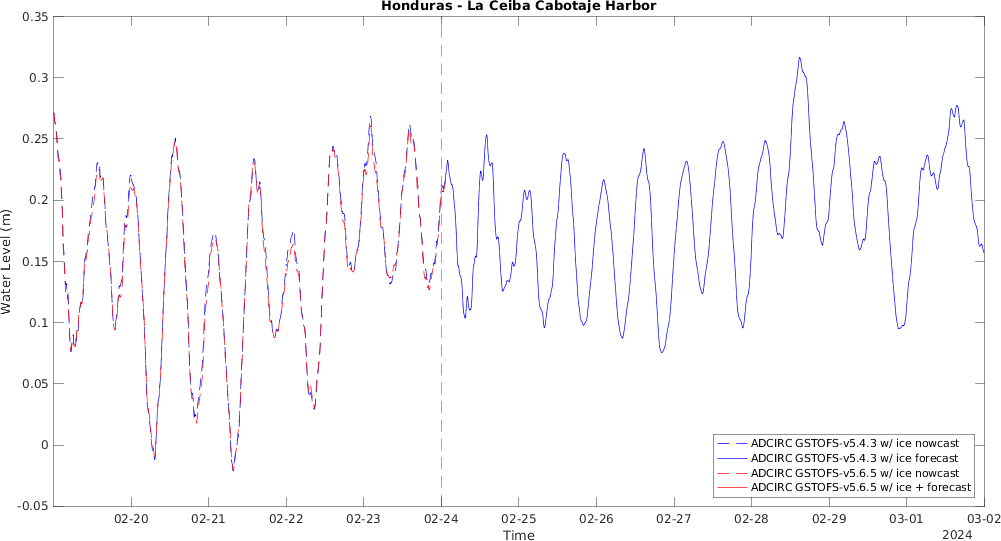 Honduras - La Ceiba Cabotaje Harbor
0.35
0.3
0.25
0.2
0.15
0.1
0.05
0
-0.05
Water Level (m)
02-20 02-21 02-22 02-23 02-24 02-25 02-26 02-27 02-28 02-29 03-01 03-02
Time
2024
ADCIRC GSTOFS-v5.4.3 w/ ice nowcast
ADCIRC GSTOFS-v5.4.3 w/ ice forecast
ADCIRC GSTOFS-v5.6.5 w/ ice nowcast
ADCIRC GSTOFS-v5.6.5 w/ ice + forecast